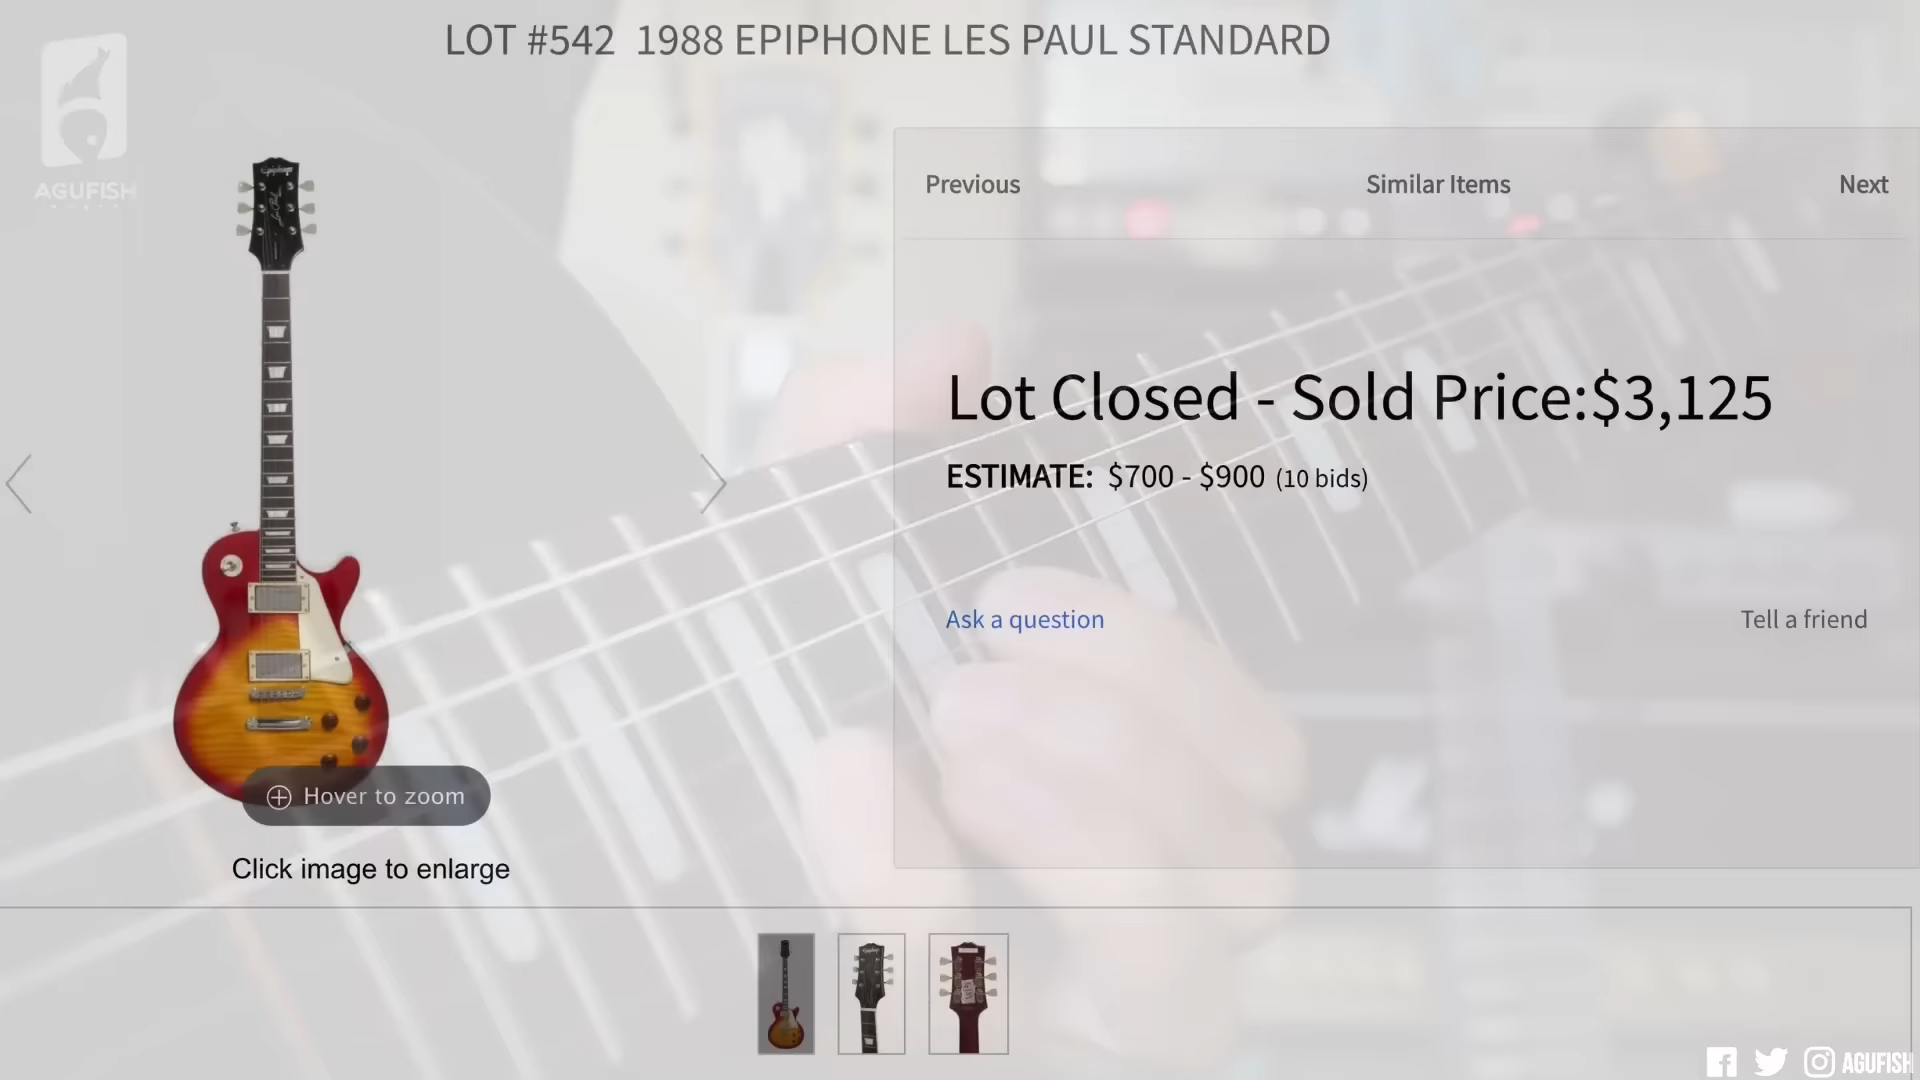 LOT #542 1988 EPIPHONE LES PAUL STANDARD
AGUFISH
Epiphone
Previous
Similar Items
Next
Lot Closed - Sold Price:$3,125
ESTIMATE: $700 - $900 (10 bids)
Ask a question
Tell a friend
Hover to zoom
Click image to enlarge
AGUFISH